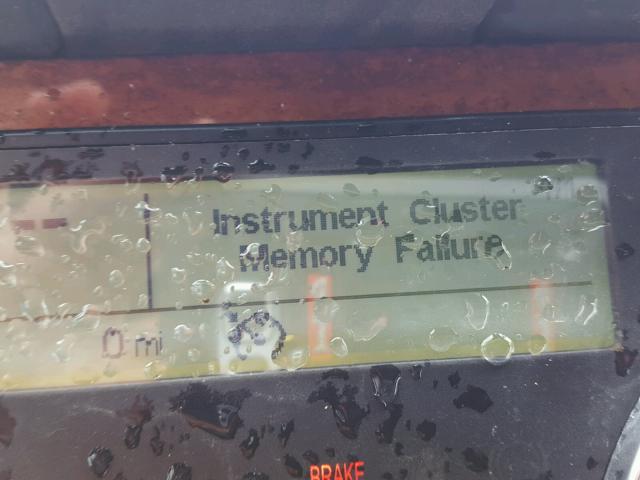 --
Instrument Cluster
Memory Failure
0 mi
BRAKE